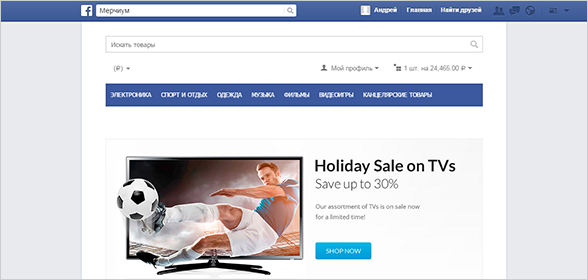 f Мерчиум Андрей Главная Найти друзей
Искать товары
(₽) Мой профиль 1 шт. на 24,465.00 ₽
ЭЛЕКТРОНИКА СПОРТ И ОТДЫХ ОДЕЖДА МУЗЫКА ФИЛЬМЫ ВИДЕОИГРЫ КАНЦЕЛЯРСКИЕ ТОВАРЫ
Holiday Sale on TVs
Save up to 30%
Our assortment of TVs is on sale now
for a limited time!
SHOP NOW